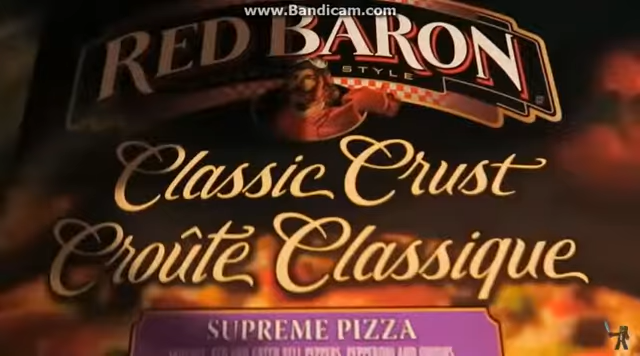 www.Bandicam.com
RED BARON
STYLE
Classic Crust
Croûte Classique
SUPREME PIZZA